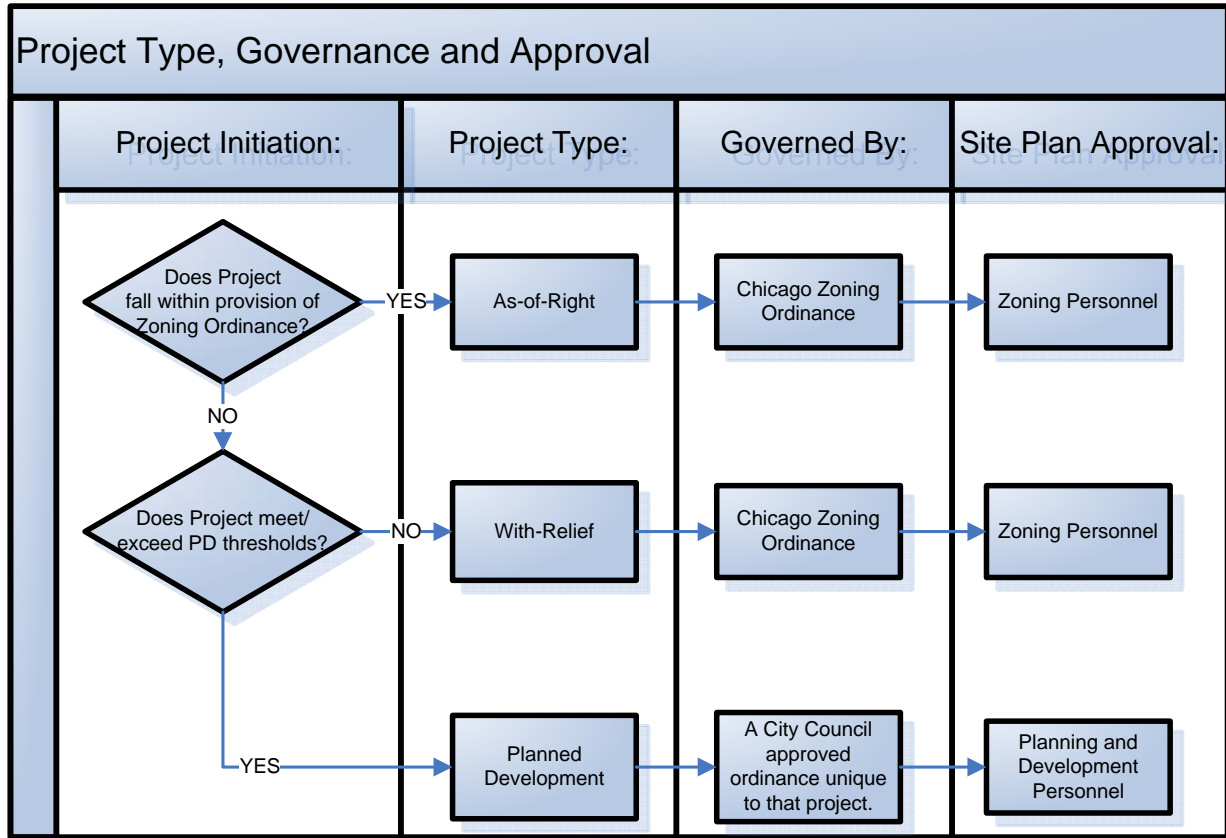 Project Type, Governance and Approval
Project Initiation:
Project Type:
Governed By:
Site Plan Approval:
Does Project
fall within provision of
Zoning Ordinance?
YES
As-of-Right
Chicago Zoning
Ordinance
Zoning Personnel
NO
Does Project meet/
exceed PD thresholds?
NO
With-Relief
Chicago Zoning
Ordinance
Zoning Personnel
YES
Planned
Development
A City Council
approved
ordinance unique
to that project.
Planning and
Development
Personnel